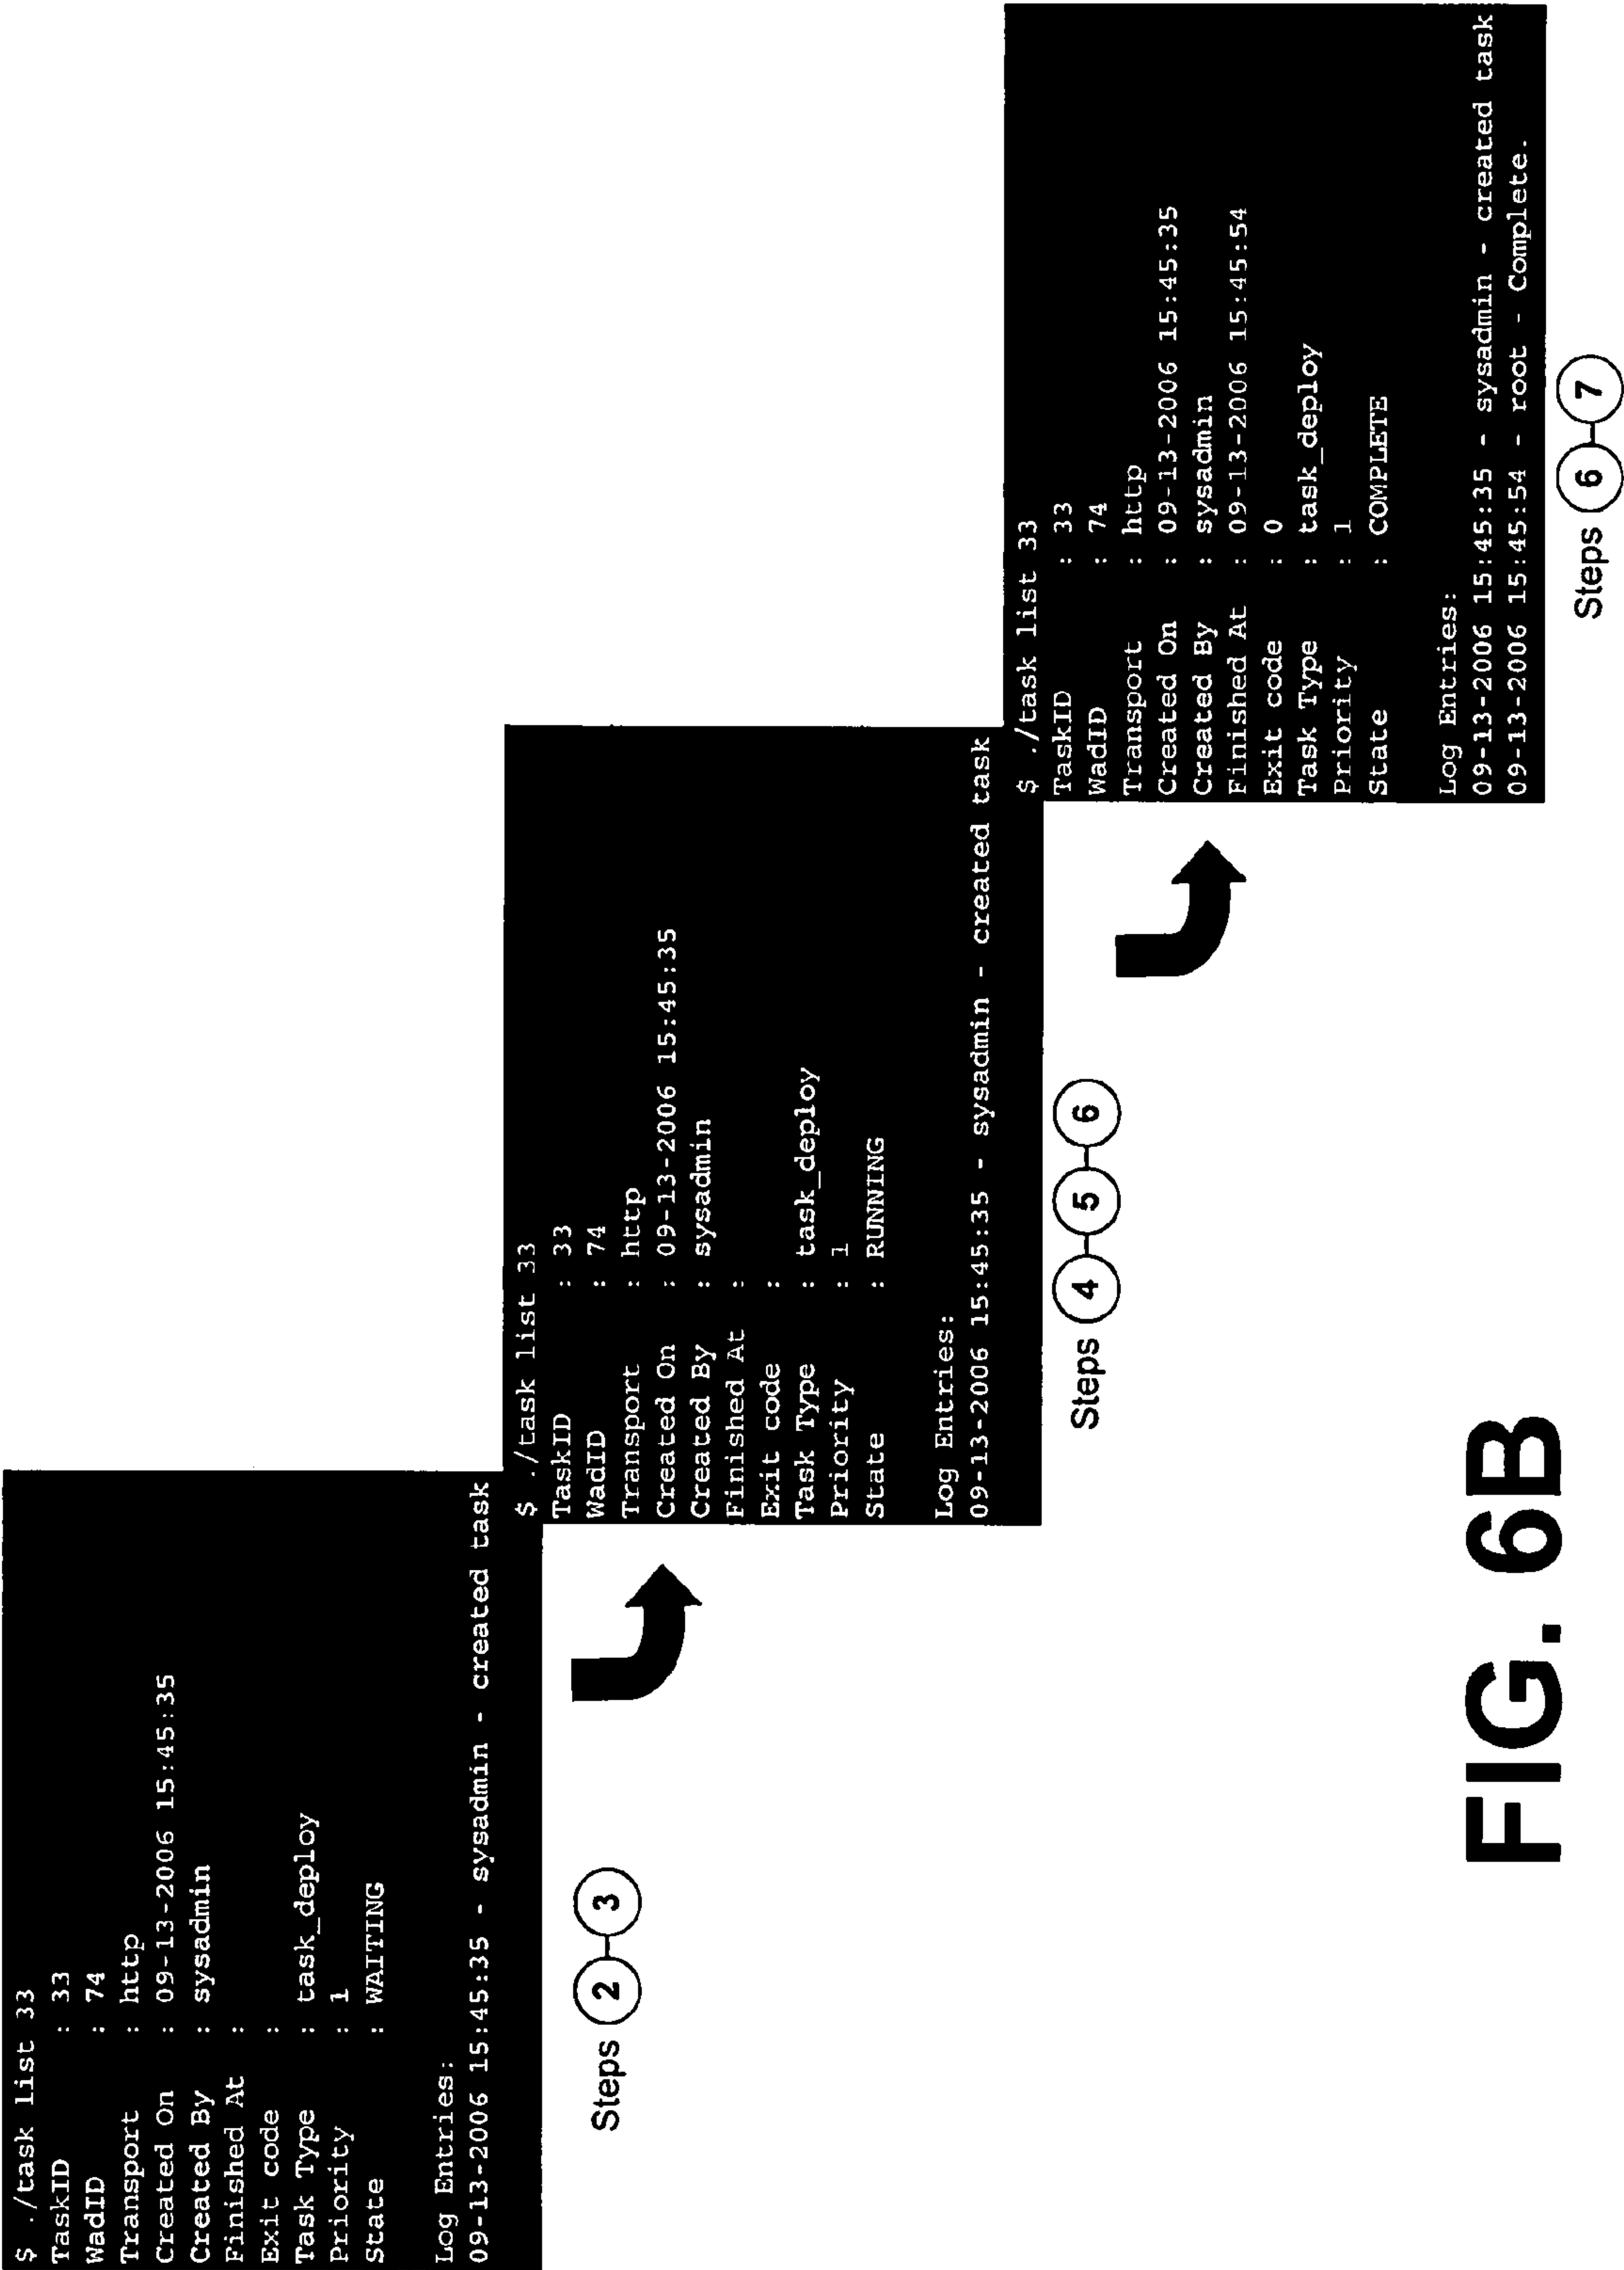 $ ./task list 33
TaskID : 33
WadID : 74
Transport : http
Created On : 09-13-2006 15:45:35
Created By : sysadmin
Finished At :
Exit code :
Task Type : task_deploy
Priority : 1
State : WAITING
Log Entries:
09-13-2006 15:45:35 - sysadmin - created task
Steps 2 3
$ ./task list 33
TaskID : 33
WadID : 74
Transport : http
Created On : 09-13-2006 15:45:35
Created By : sysadmin
Finished At :
Exit code :
Task Type : task_deploy
Priority : 1
State : RUNNING
Log Entries:
09-13-2006 15:45:35 - sysadmin - created task
Steps 4 5 6
$ ./task list 33
TaskID : 33
WadID : 74
Transport : http
Created On : 09-13-2006 15:45:35
Created By : sysadmin
Finished At : 09-13-2006 15:45:54
Exit code : 0
Task Type : task_deploy
Priority : 1
State : COMPLETE
Log Entries:
09-13-2006 15:45:35 - sysadmin - created task
09-13-2006 15:45:54 - root - Complete.
Steps 6 7
FIG. 6B